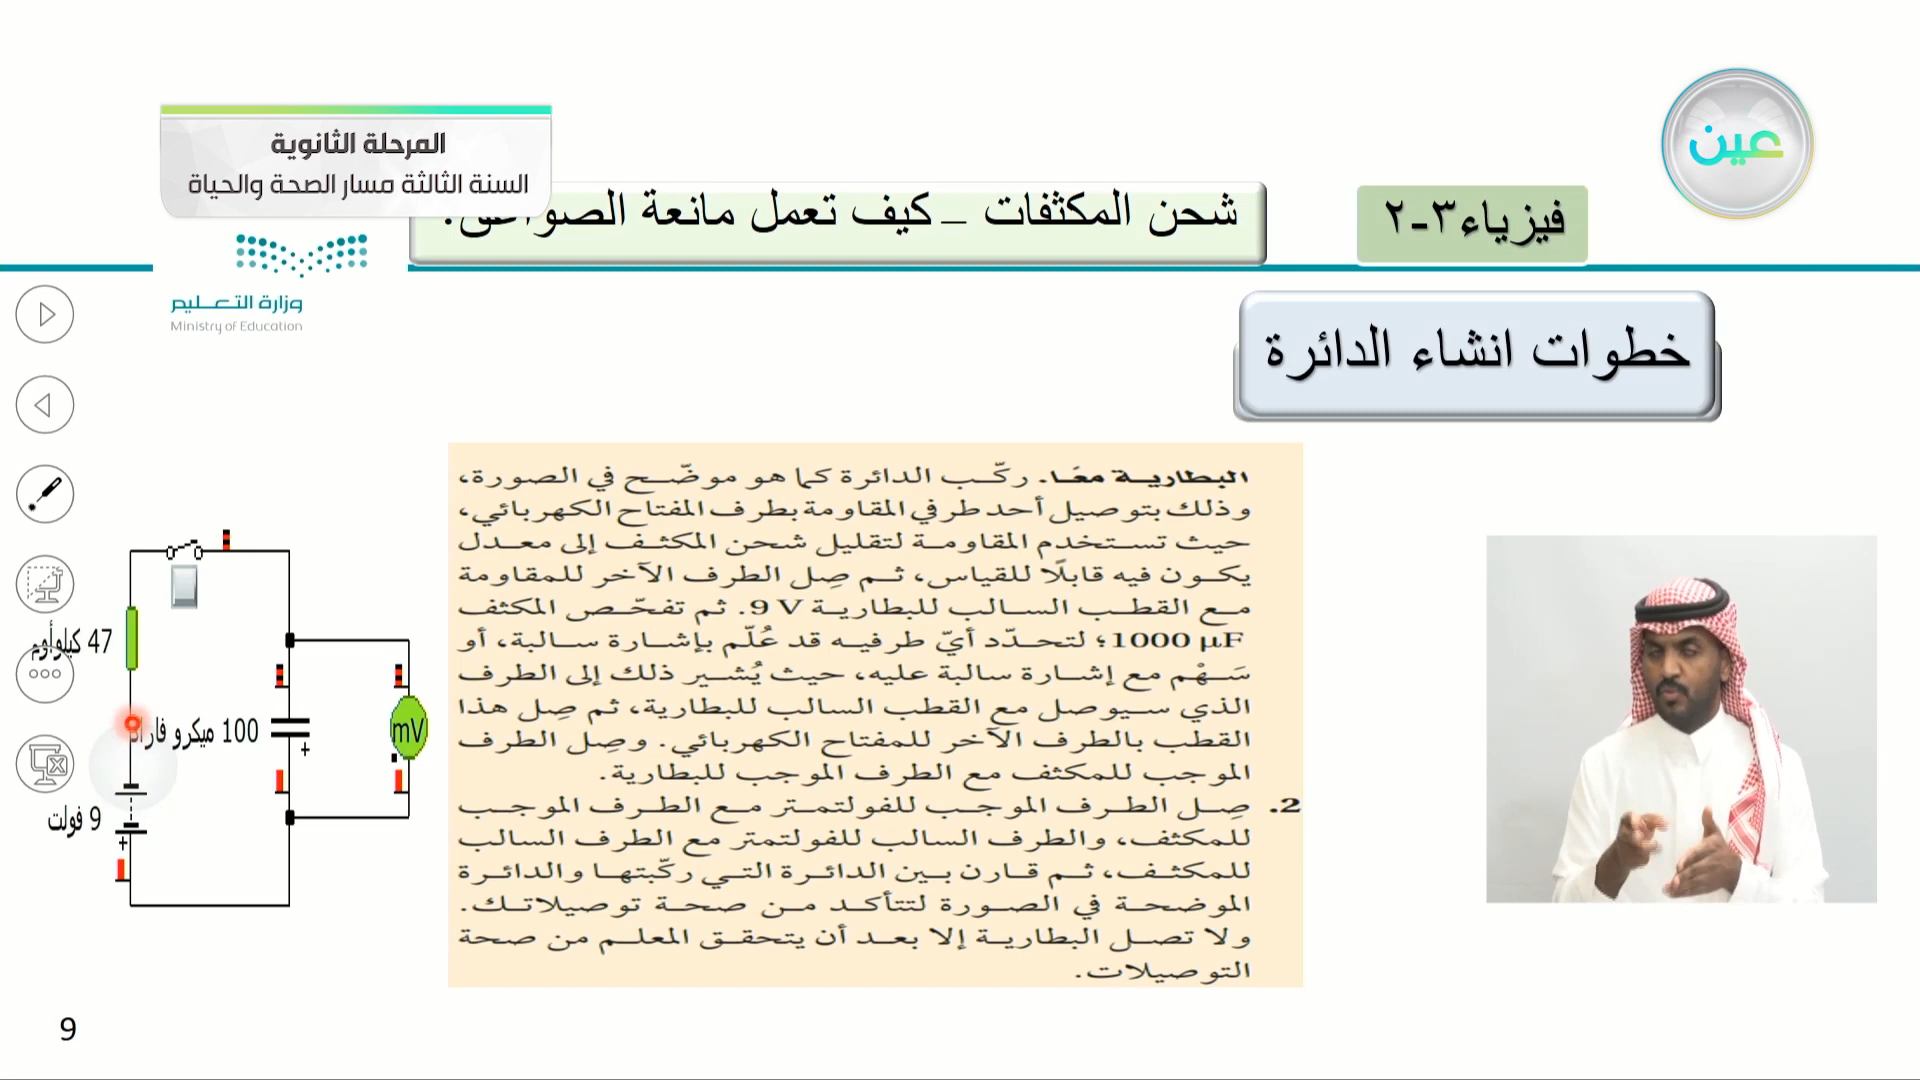 عين
المرحلة الثانوية
السنة الثالثة مسار الصحة والحياة
فيزياء٣-٢
شحن المكثفات – كيف تعمل مانعة
وزارة التعليم
Ministry of Education
خطوات انشاء الدائرة
البطارية معًا. ركّب الدائرة كما هو موضّح في الصورة،
وذلك بتوصيل أحد طرفي المقاومة بطرف المفتاح الكهربائي،
حيث تستخدم المقاومة لتقليل شحن المكثف إلى معدل
يكون فيه قابلًا للقياس، ثم صِل الطرف الآخر للمقاومة
مع القطب السالب للبطارية 9 V. ثم تفحّص المكثف
1000 μF؛ لتحدّد أيّ طرفيه قد عُلّم بإشارة سالبة، أو
سَهْم مع إشارة سالبة عليه، حيث يُشير ذلك إلى الطرف
الذي سيوصل مع القطب السالب للبطارية، ثم صِل هذا
القطب بالطرف الآخر للمفتاح الكهربائي. وصِل الطرف
الموجب للمكثف مع الطرف الموجب للبطارية.
2. صِل الطرف الموجب للفولتمتر مع الطرف الموجب
للمكثف، والطرف السالب للفولتمتر مع الطرف السالب
للمكثف، ثم قارن بين الدائرة التي ركّبتها والدائرة
الموضحة في الصورة لتتأكد من صحة توصيلاتك.
ولا تصل البطارية إلا بعد أن يتحقق المعلم من صحة
التوصيلات.
47 كيلوأوم
100 ميكرو فاراد
+
mV
9 فولت
+
9